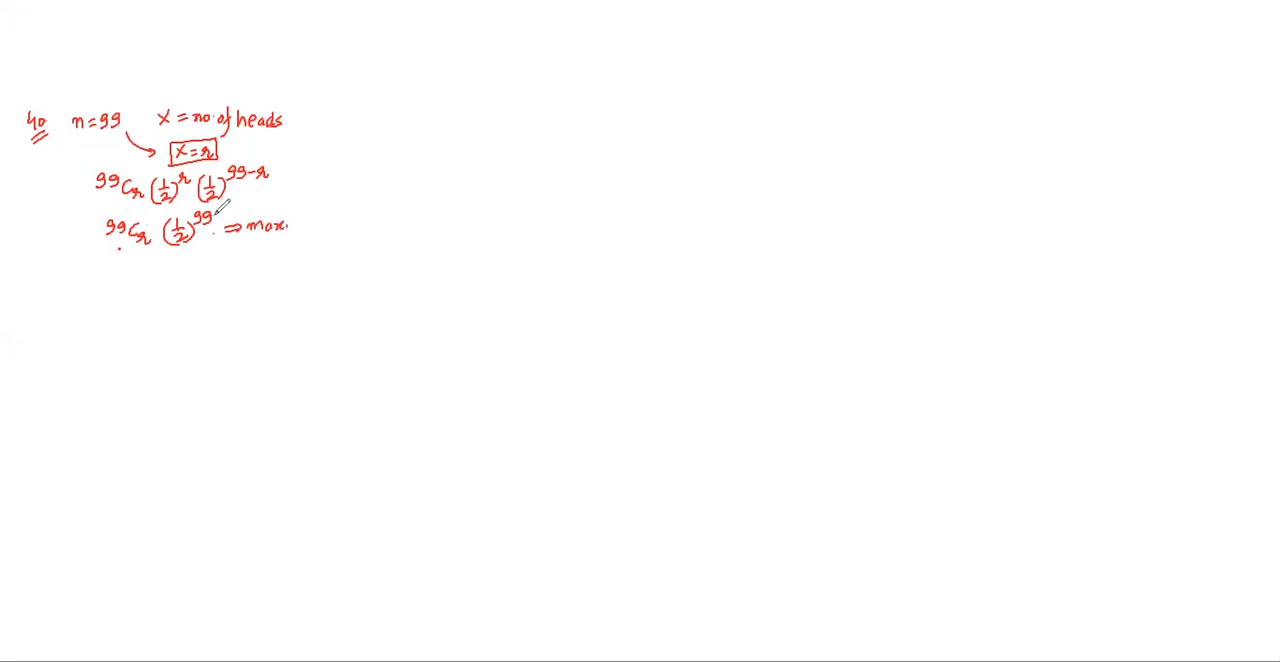 40 n=99 X = no. of heads
X = r
⁹⁹Cᵣ (1/2)ʳ (1/2)⁹⁹⁻ʳ
⁹⁹Cᵣ (1/2)⁹⁹ ⇒ max.